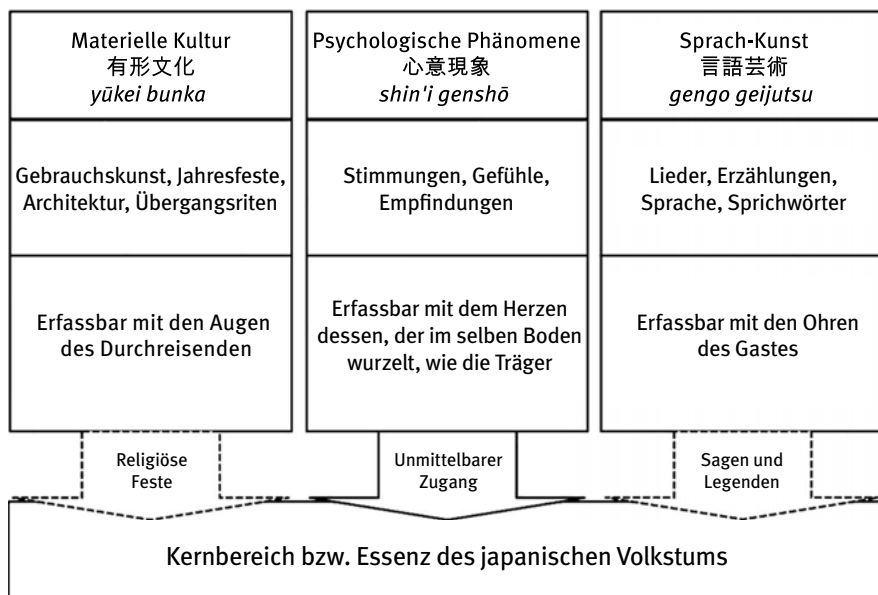 Materielle Kultur
有形文化
yūkei bunka
Gebrauchskunst, Jahresfeste,
Architektur, Übergangsriten
Erfassbar mit den Augen
des Durchreisenden
Religiöse
Feste
Psychologische Phänomene
心意現象
shin'i genshō
Stimmungen, Gefühle,
Empfindungen
Erfassbar mit dem Herzen
dessen, der im selben Boden
wurzelt, wie die Träger
Unmittelbarer
Zugang
Sprach-Kunst
言語芸術
gengo geijutsu
Lieder, Erzählungen,
Sprache, Sprichwörter
Erfassbar mit den Ohren
des Gastes
Sagen und
Legenden
Kernbereich bzw. Essenz des japanischen Volkstums